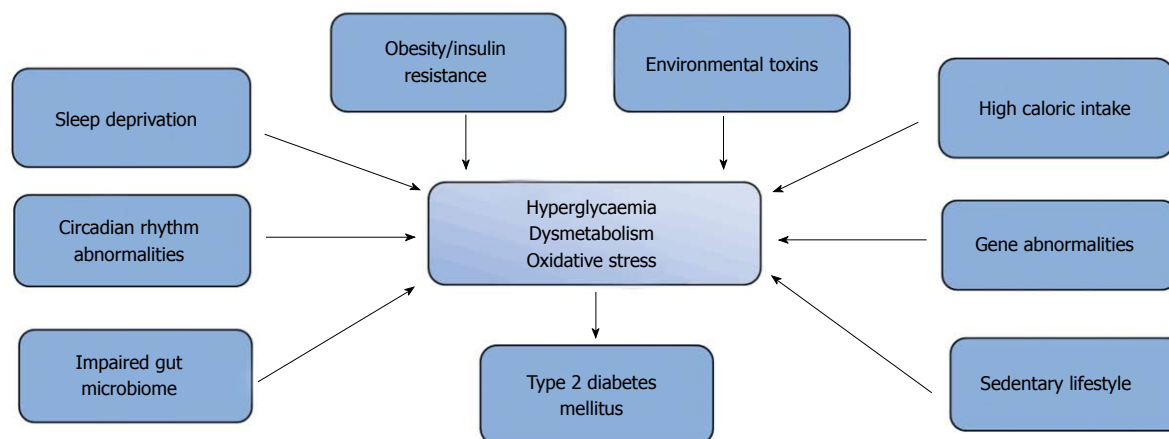 Obesity/insulin
resistance
Environmental toxins
Sleep deprivation
High caloric intake
Hyperglycaemia
Dysmetabolism
Oxidative stress
Circadian rhythm
abnormalities
Gene abnormalities
Impaired gut
microbiome
Type 2 diabetes
mellitus
Sedentary lifestyle